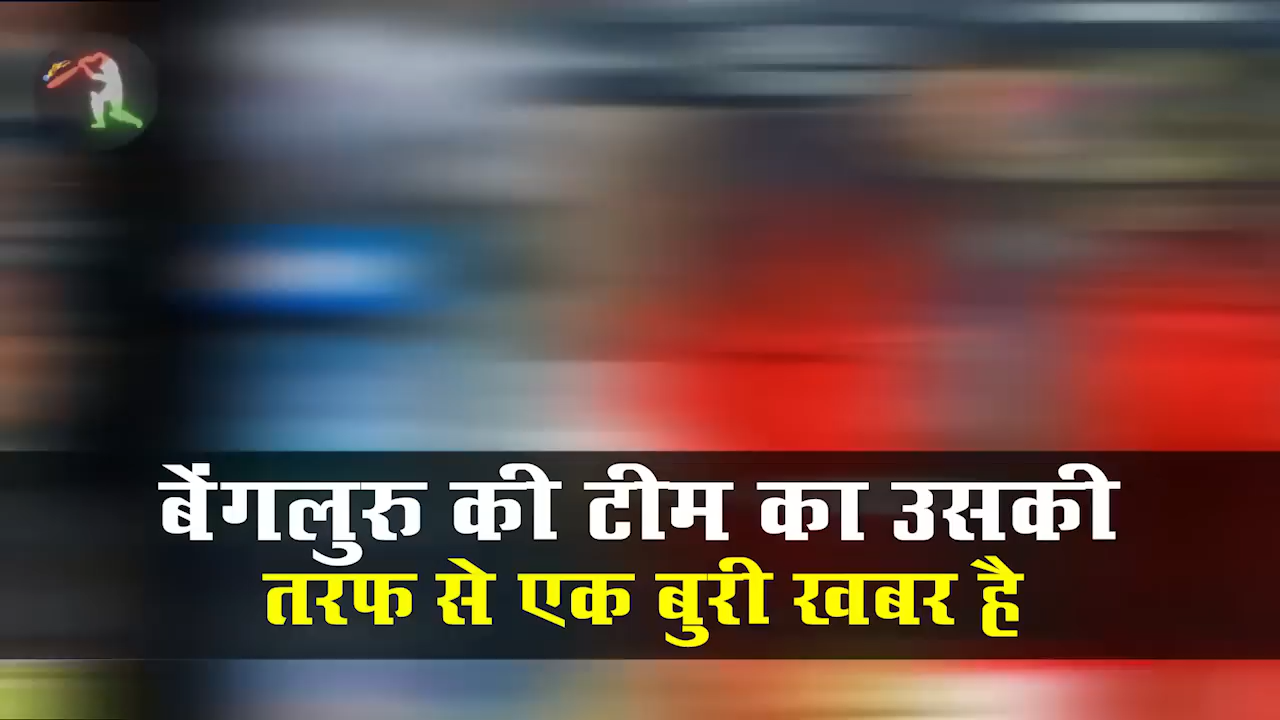 बेंगलुरु की टीम का उसकी
तरफ से एक बुरी खबर है